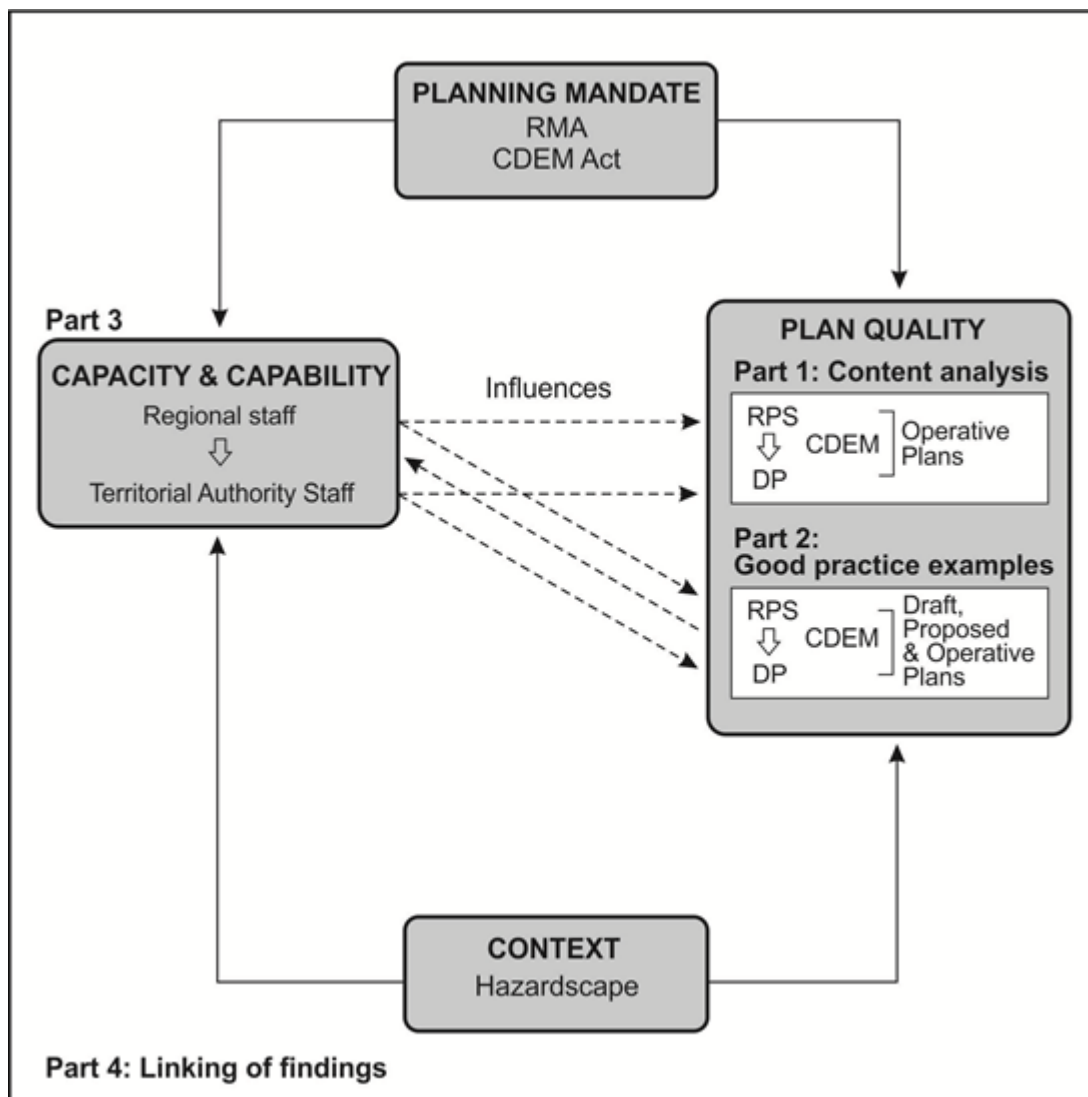 PLANNING MANDATE
RMA
CDEM Act
Part 3
CAPACITY & CAPABILITY
Regional staff
Territorial Authority Staff
Influences
PLAN QUALITY
Part 1: Content analysis
RPS
CDEM
DP
Operative
Plans
Part 2:
Good practice examples
RPS
CDEM
DP
Draft,
Proposed
& Operative
Plans
CONTEXT
Hazardscape
Part 4: Linking of findings